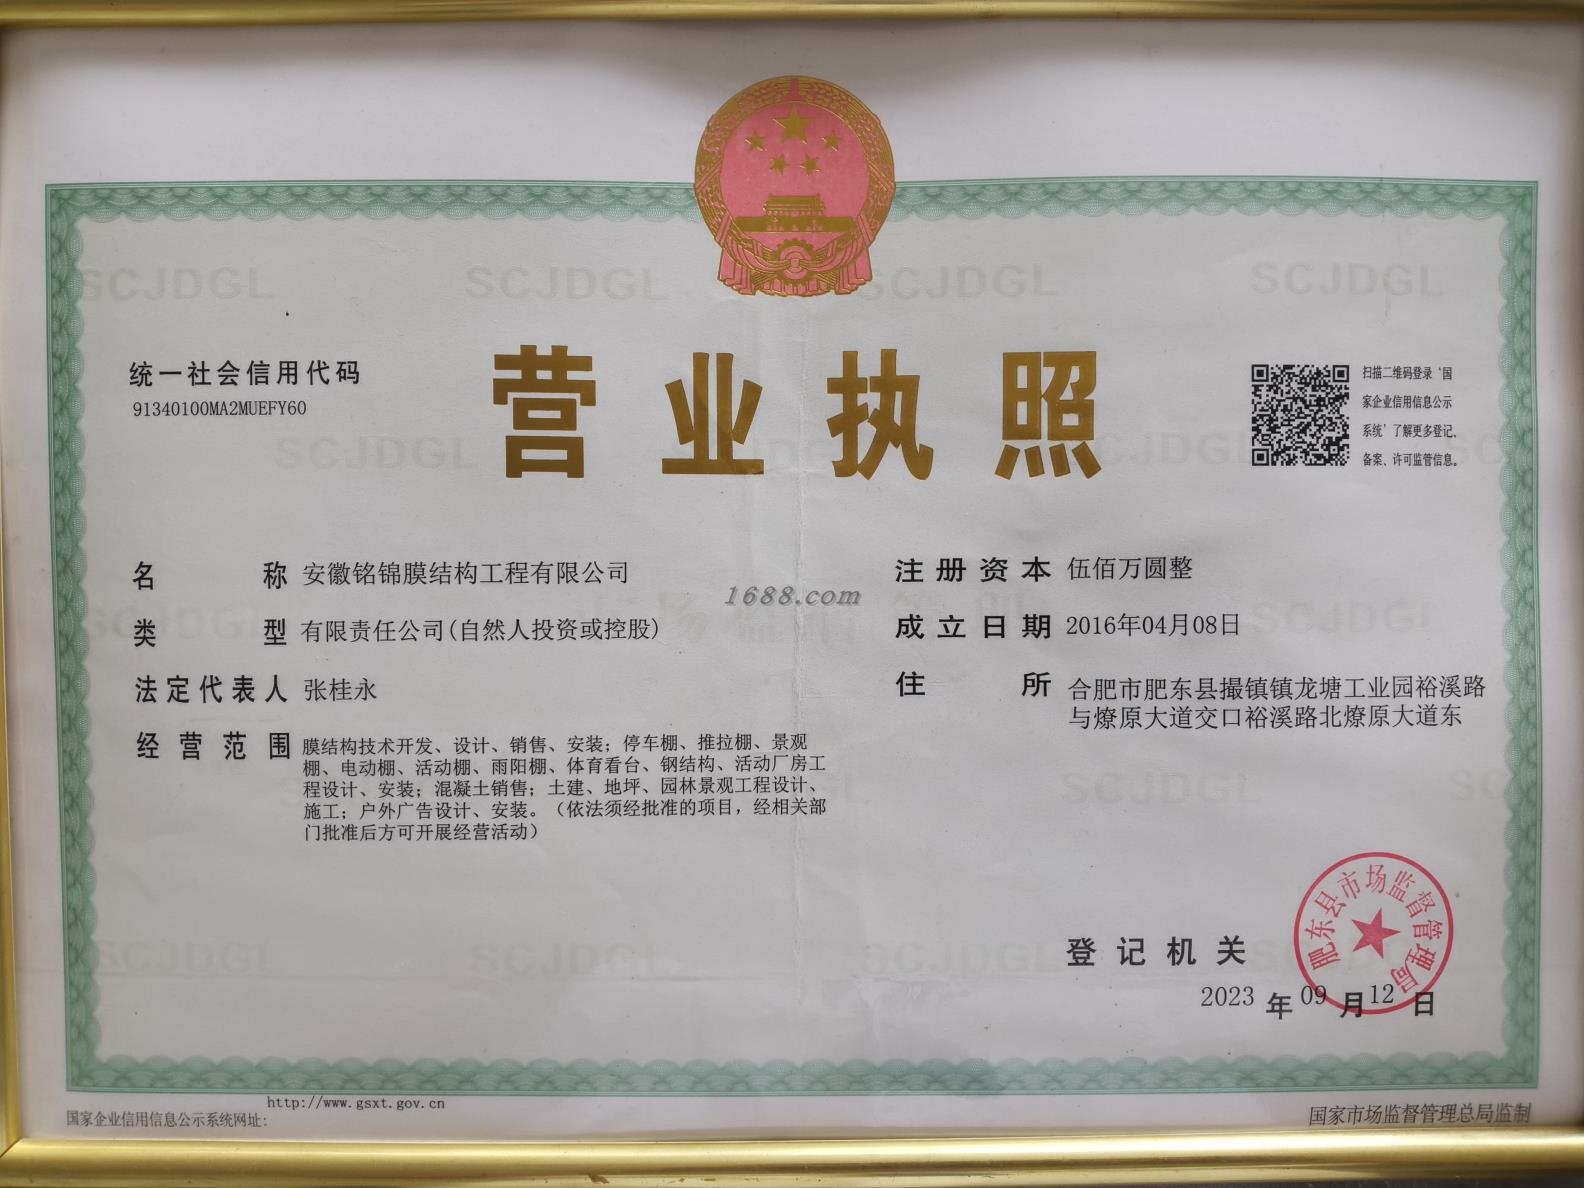 SCJDGL SCJDGL SCJDGL SCJDGL
营业执照
统一社会信用代码
91340100MA2MUEFY60
扫描二维码登录‘国
家企业信用信息公示
系统’了解更多登记、
备案、许可监管信息。
名称 安徽铭锦膜结构工程有限公司
类型 有限责任公司(自然人投资或控股)
法定代表人 张桂永
经营范围 膜结构技术开发、设计、销售、安装；停车棚、推拉棚、景观
棚、电动棚、活动棚、雨阳棚、体育看台、钢结构、活动厂房工
程设计、安装；混凝土销售；土建、地坪、园林景观工程设计、
施工；户外广告设计、安装。（依法须经批准的项目，经相关部
门批准后方可开展经营活动）
1688.com
注册资本 伍佰万圆整
成立日期 2016年04月08日
住所 合肥市肥东县撮镇镇龙塘工业园裕溪路
与燎原大道交口裕溪路北燎原大道东
登记机关
肥东县市场监督管理局
2023年09月12日
国家企业信用信息公示系统网址:
http://www.gsxt.gov.cn
国家市场监督管理总局监制